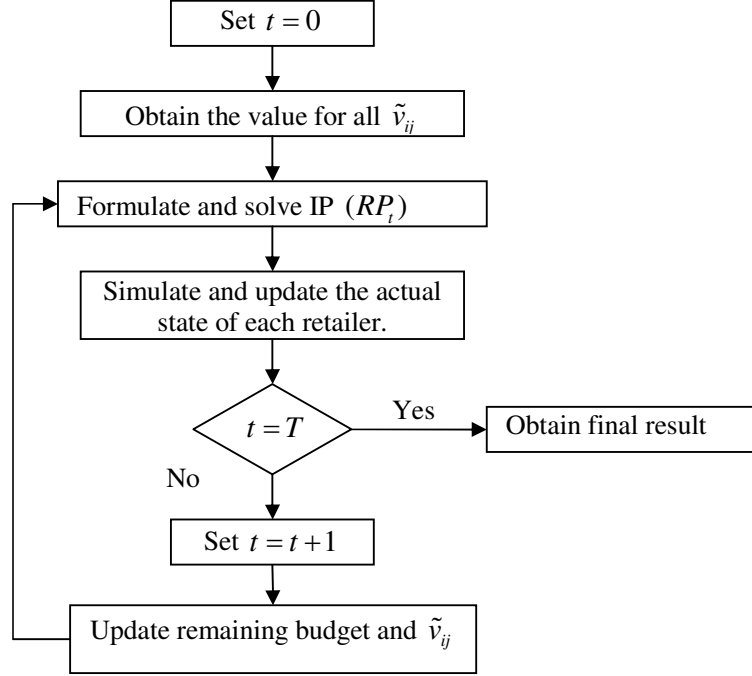 Set t = 0
Obtain the value for all ṽ_ij
Formulate and solve IP (RP_t)
Simulate and update the actual
state of each retailer.
t = T
Yes
Obtain final result
No
Set t = t + 1
Update remaining budget and ṽ_ij